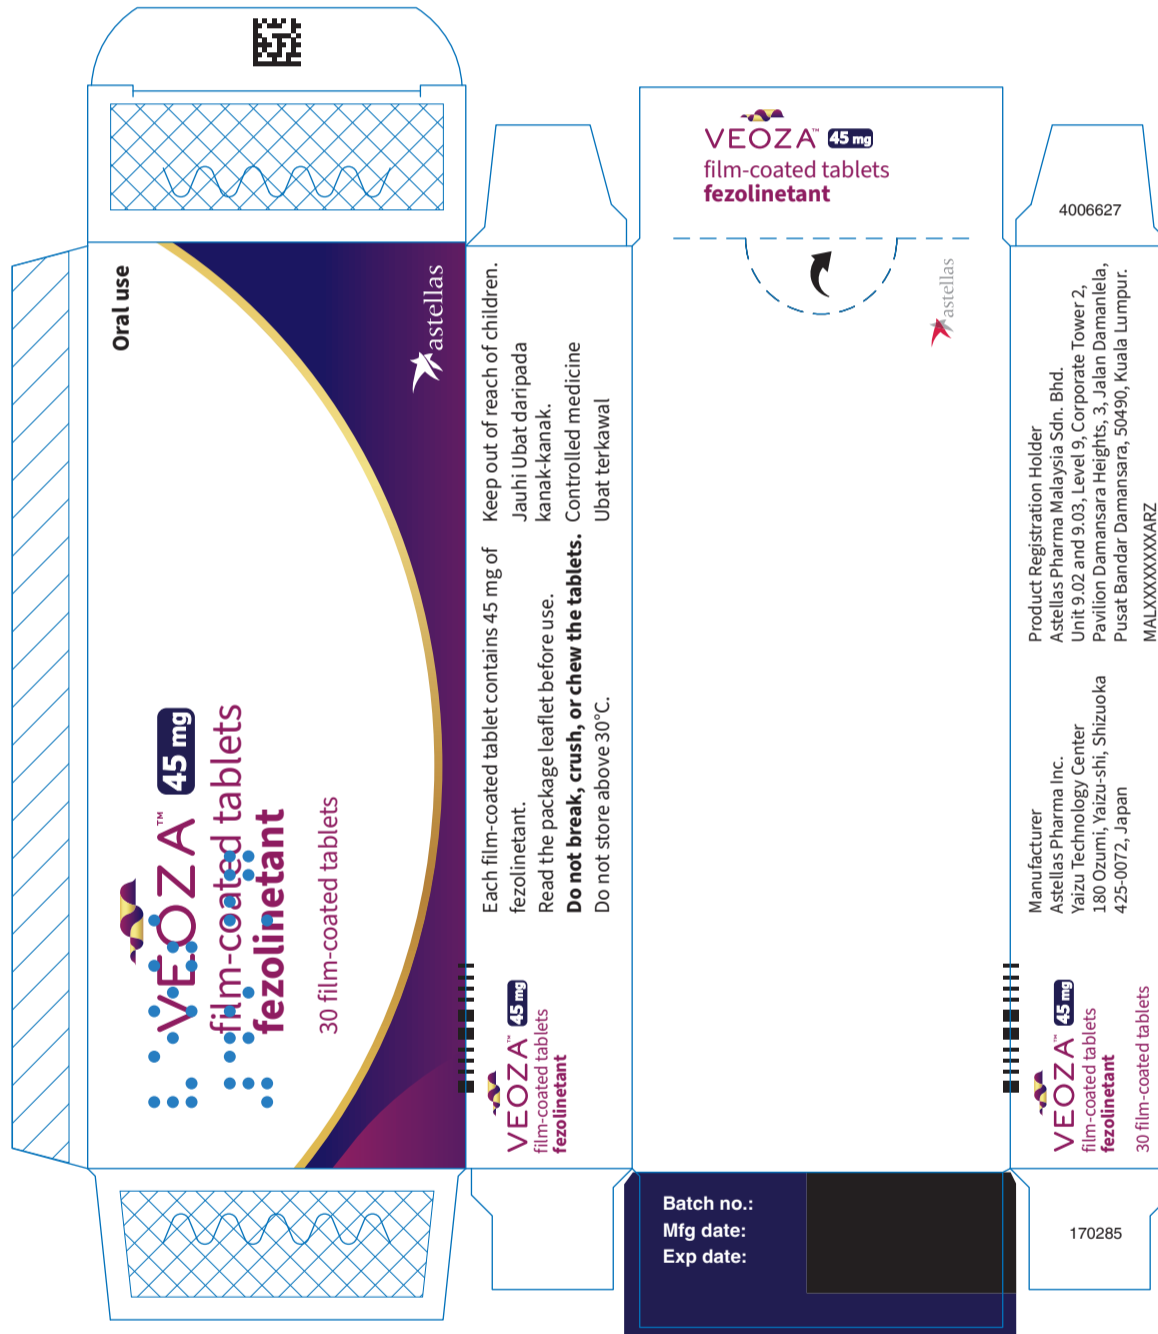 Oral use
VEOZA™ 45 mg
film-coated tablets
fezolinetant
30 film-coated tablets
astellas
Each film-coated tablet contains 45 mg of
fezolinetant.
Read the package leaflet before use.
Do not break, crush, or chew the tablets.
Do not store above 30°C.
Keep out of reach of children.
Jauhi Ubat daripada
kanak-kanak.
Controlled medicine
Ubat terkawal
VEOZA™ 45 mg
film-coated tablets
fezolinetant
VEOZA™ 45 mg
film-coated tablets
fezolinetant
astellas
Batch no.:
Mfg date:
Exp date:
4006627
Product Registration Holder
Astellas Pharma Malaysia Sdn. Bhd.
Unit 9.02 and 9.03, Level 9, Corporate Tower 2,
Pavilion Damansara Heights, 3, Jalan Damanlela,
Pusat Bandar Damansara, 50490, Kuala Lumpur.
MALXXXXXXXXARZ
Manufacturer
Astellas Pharma Inc.
Yaizu Technology Center
180 Ozumi, Yaizu-shi, Shizuoka
425-0072, Japan
VEOZA™ 45 mg
film-coated tablets
fezolinetant
30 film-coated tablets
170285